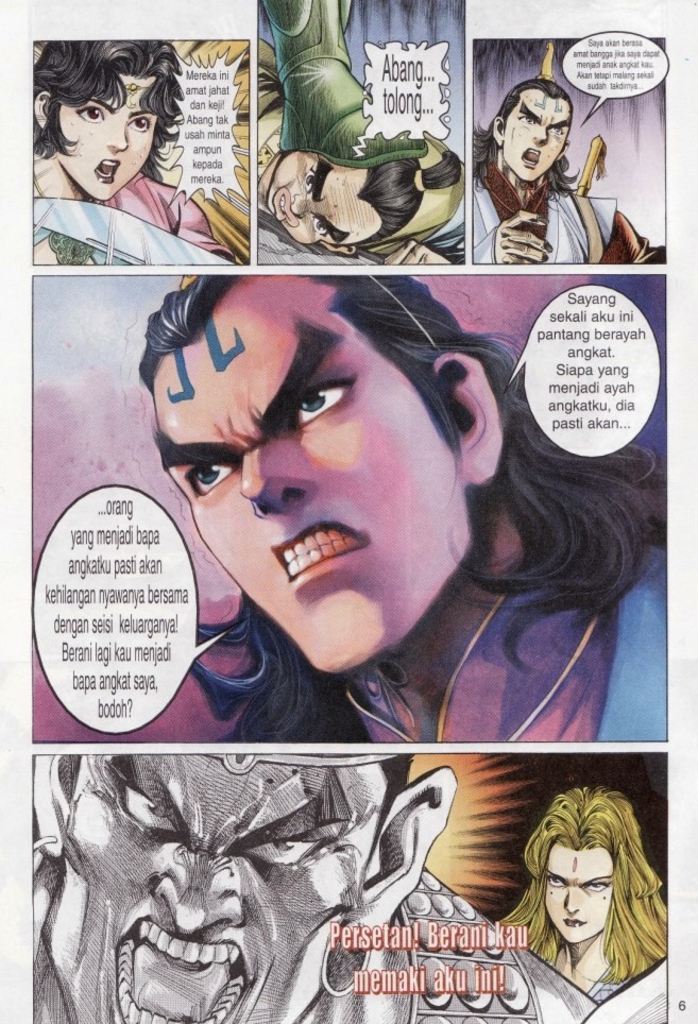 Mereka ini
amat jahat
dan keji!
Abang tak
usah minta
ampun
kepada
mereka.
Abang...
tolong...
Saya akan berasa
amat bangga jika saya dapat
menjadi anak angkat kau.
Akan tetapi malang sekali
sudah takdirnya...
Sayang
sekali aku ini
pantang berayah
angkat.
Siapa yang
menjadi ayah
angkatku, dia
pasti akan...
...orang
yang menjadi bapa
angkatku pasti akan
kehilangan nyawanya bersama
dengan seisi keluarganya!
Berani lagi kau menjadi
bapa angkat saya,
bodoh?
Persetan! Berani kau
memaki aku ini!
6